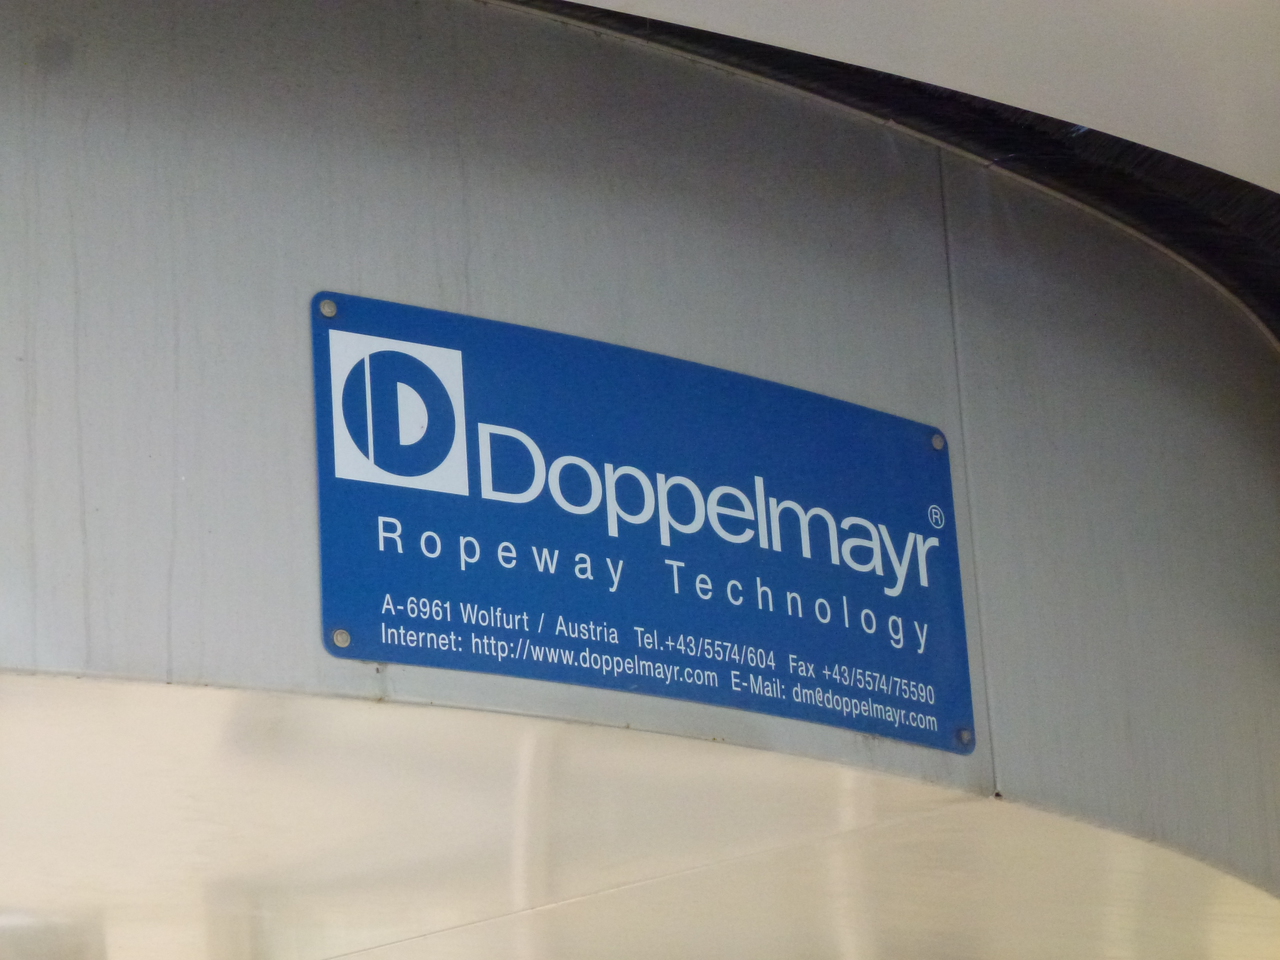 D
Doppelmayr®
Ropeway Technology
A-6961 Wolfurt / Austria Tel.+43/5574/604 Fax +43/5574/75590
Internet: http://www.doppelmayr.com E-Mail: dm@doppelmayr.com